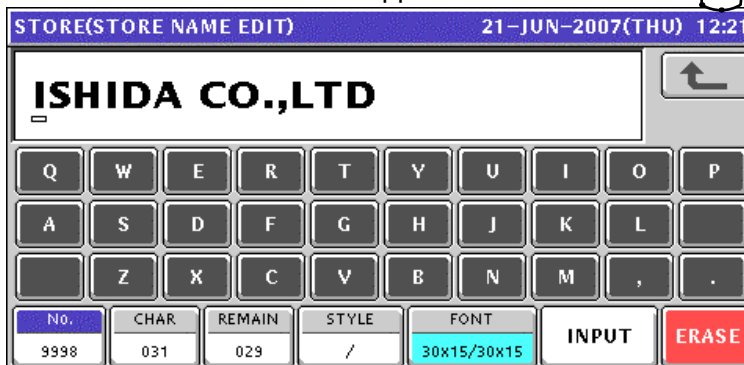 STORE(STORE NAME EDIT) 21-JUN-2007(THU) 12:21
ISHIDA CO.,LTD
Q W E R T Y U I O P
A S D F G H J K L
Z X C V B N M , .
No. CHAR REMAIN STYLE FONT INPUT ERASE
9998 031 029 / 30x15/30x15